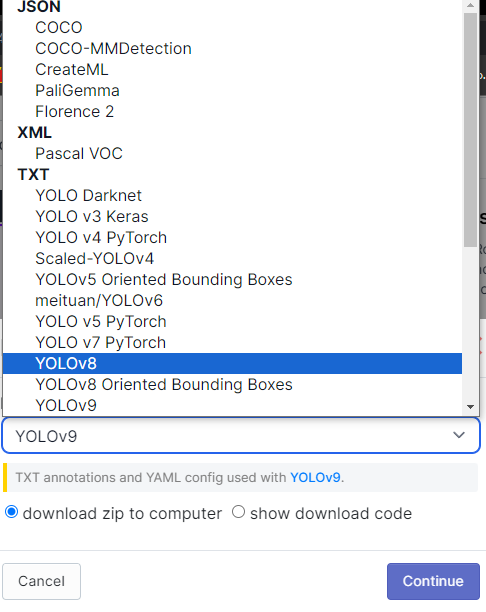 JSON
COCO
COCO-MMDetection
CreateML
PaliGemma
Florence 2
XML
Pascal VOC
TXT
YOLO Darknet
YOLO v3 Keras
YOLO v4 PyTorch
Scaled-YOLOv4
YOLOv5 Oriented Bounding Boxes
meituan/YOLOv6
YOLO v5 PyTorch
YOLO v7 PyTorch
YOLOv8
YOLOv8 Oriented Bounding Boxes
YOLOv9
YOLOv9
TXT annotations and YAML config used with YOLOv9.
download zip to computer show download code
Cancel Continue